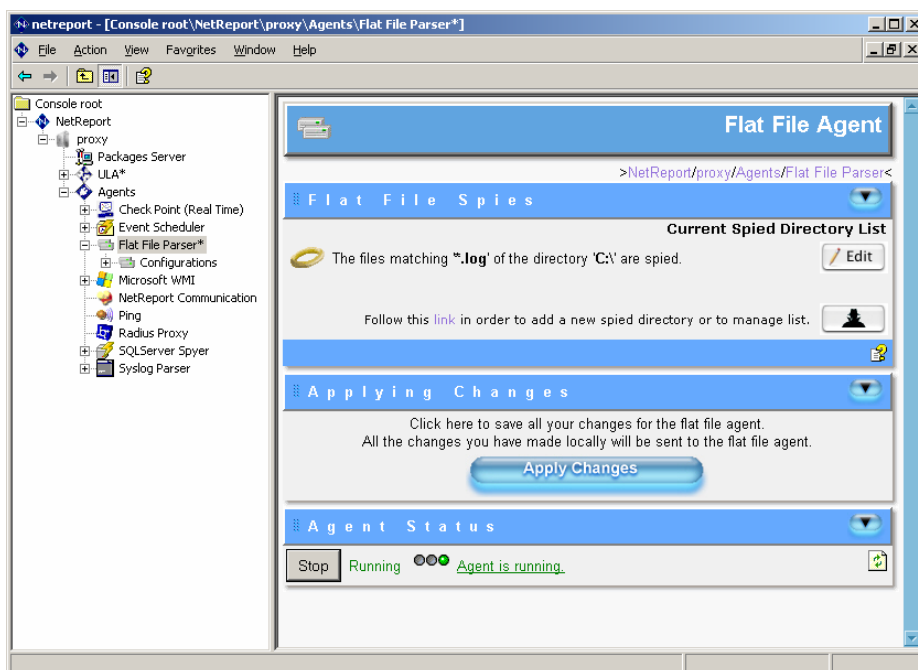 netreport - [Console root\NetReport\proxy\Agents\Flat File Parser*]
File Action View Favorites Window Help
Console root
NetReport
proxy
Packages Server
ULA*
Agents
Check Point (Real Time)
Event Scheduler
Flat File Parser*
Configurations
Microsoft WMI
NetReport Communication
Ping
Radius Proxy
SQLServer Spyer
Syslog Parser
Flat File Agent
>NetReport/proxy/Agents/Flat File Parser<
Flat File Spies
Current Spied Directory List
The files matching '*.log' of the directory 'C:\' are spied.
Edit
Follow this link in order to add a new spied directory or to manage list.
Applying Changes
Click here to save all your changes for the flat file agent.
All the changes you have made locally will be sent to the flat file agent.
Apply Changes
Agent Status
Stop Running Agent is running.